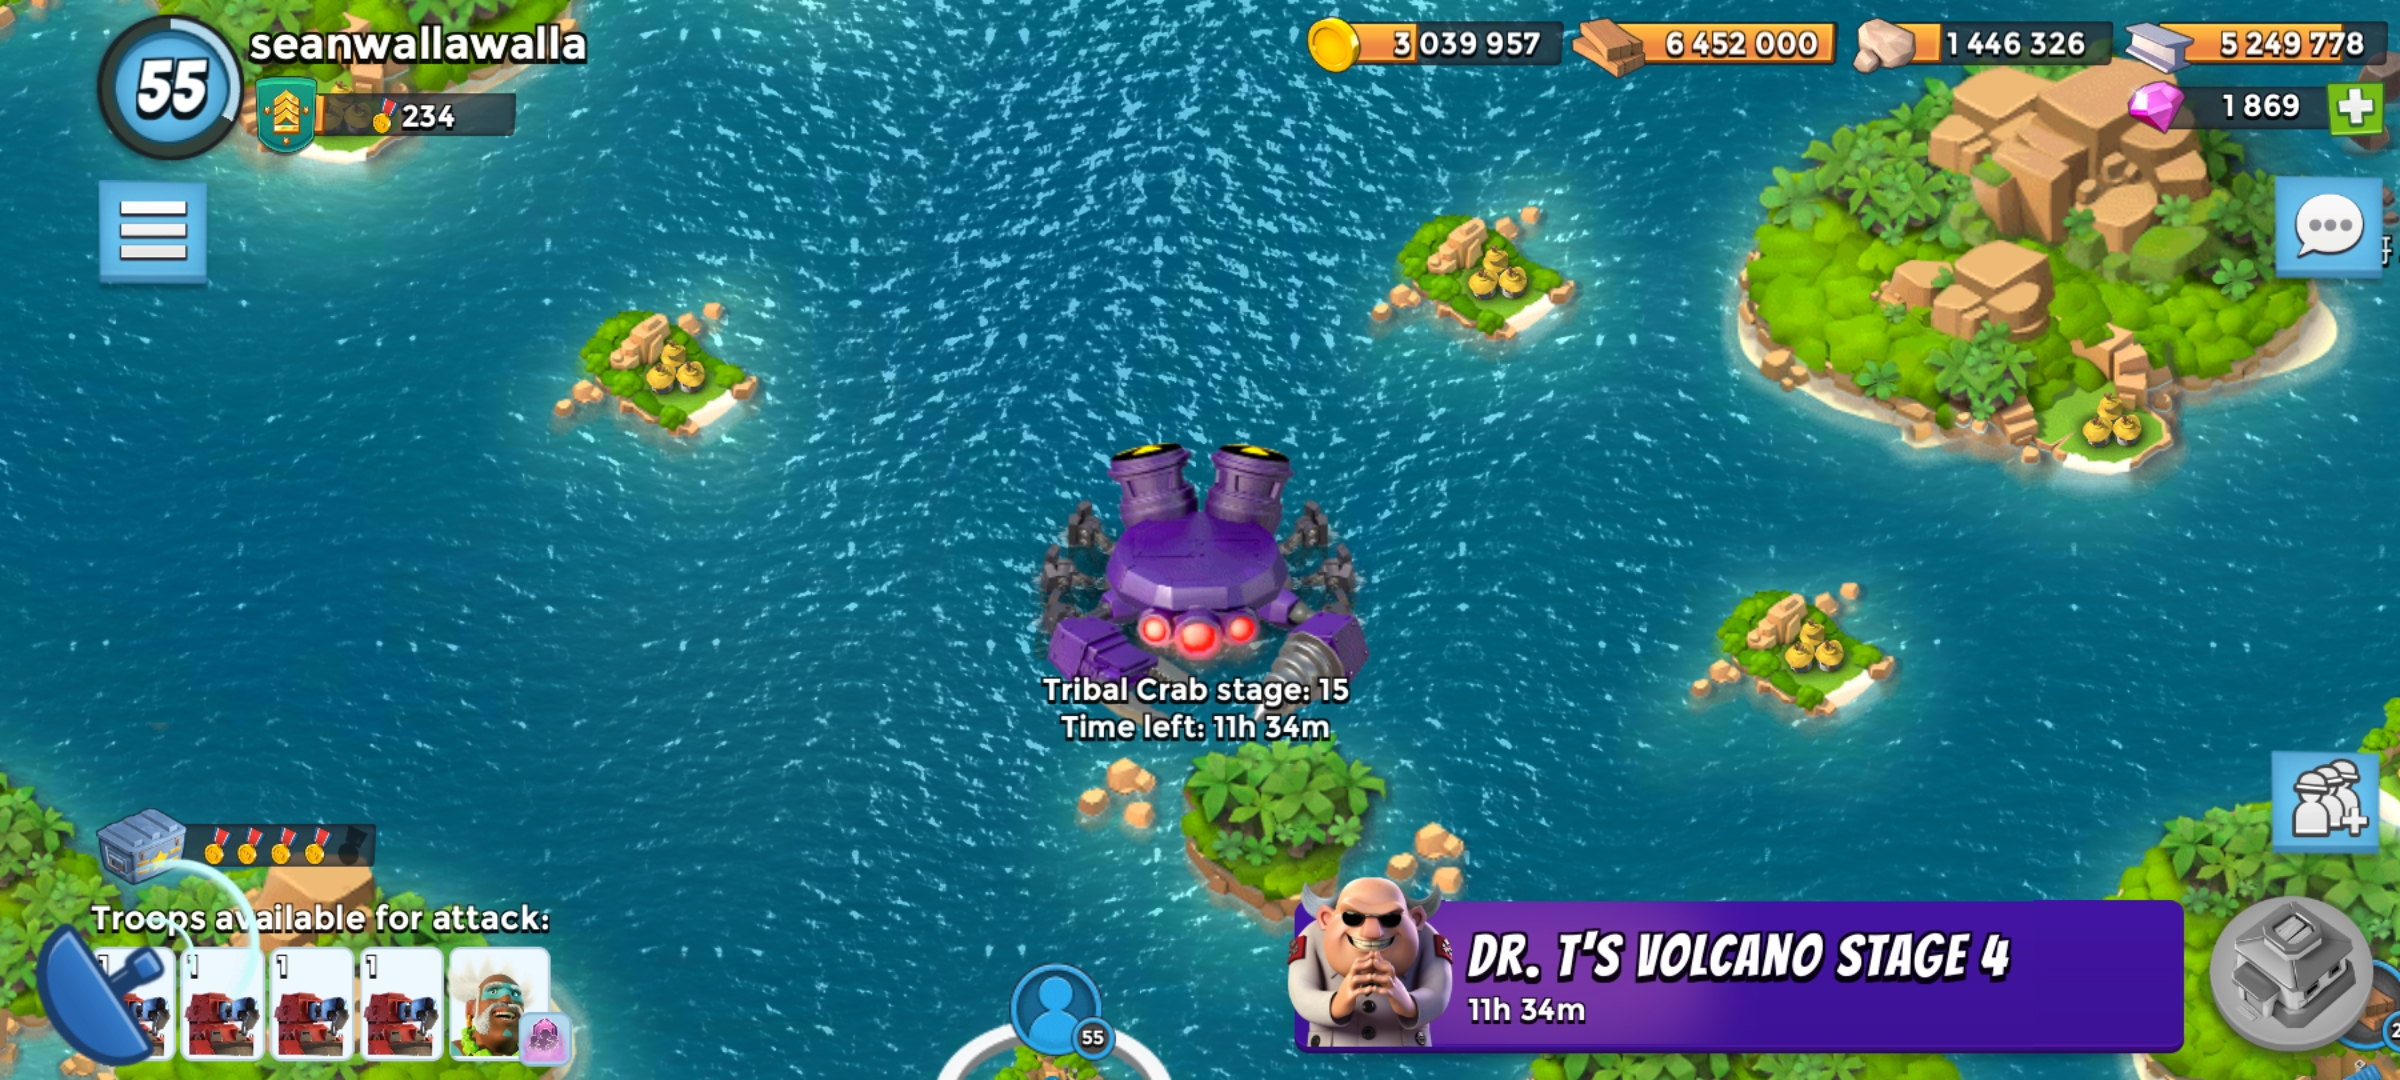 55
seanwallawalla
234
3 039 957
6 452 000
1 446 326
5 249 778
1 869
Tribal Crab stage: 15
Time left: 11h 34m
Troops available for attack:
1
1
1
1
55
DR. T'S VOLCANO STAGE 4
11h 34m
2